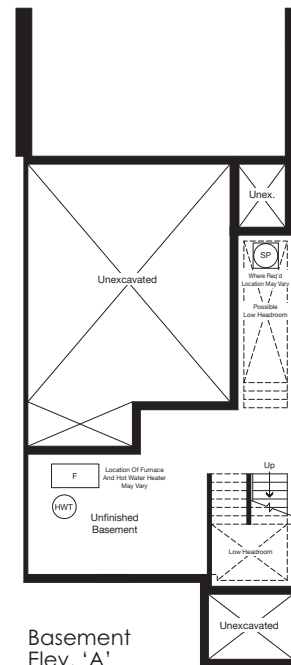 Unex.
SP
Where Req'd
Location May Vary
Possible
Low Headroom
Unexcavated
Up
F
Location Of Furnace
And Hot Water Heater
May Vary
HWT
Unfinished
Basement
Low Headroom
Unexcavated
Basement
Elev. ‘A’